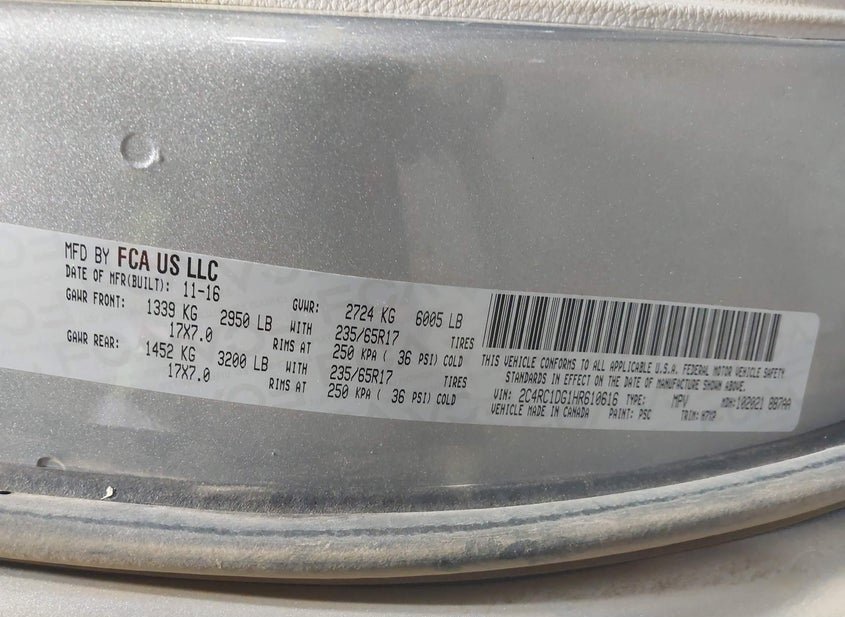 MFD BY FCA US LLC
DATE OF MFR(BUILT): 11-16 GVWR: 2724 KG 6005 LB
GAWR FRONT: 1339 KG 2950 LB WITH 235/65R17 TIRES
17X7.0 RIMS AT 250 KPA ( 36 PSI) COLD
GAWR REAR: 1452 KG 3200 LB WITH 235/65R17 TIRES
17X7.0 RIMS AT 250 KPA ( 36 PSI) COLD
THIS VEHICLE CONFORMS TO ALL APPLICABLE U.S.A. FEDERAL MOTOR VEHICLE SAFETY
STANDARDS IN EFFECT ON THE DATE OF MANUFACTURE SHOWN ABOVE.
VIN: 2C4RC1DG1HR610616 TYPE: MPV MDH:102021 887AA
VEHICLE MADE IN CANADA PAINT: PSC TRIM: